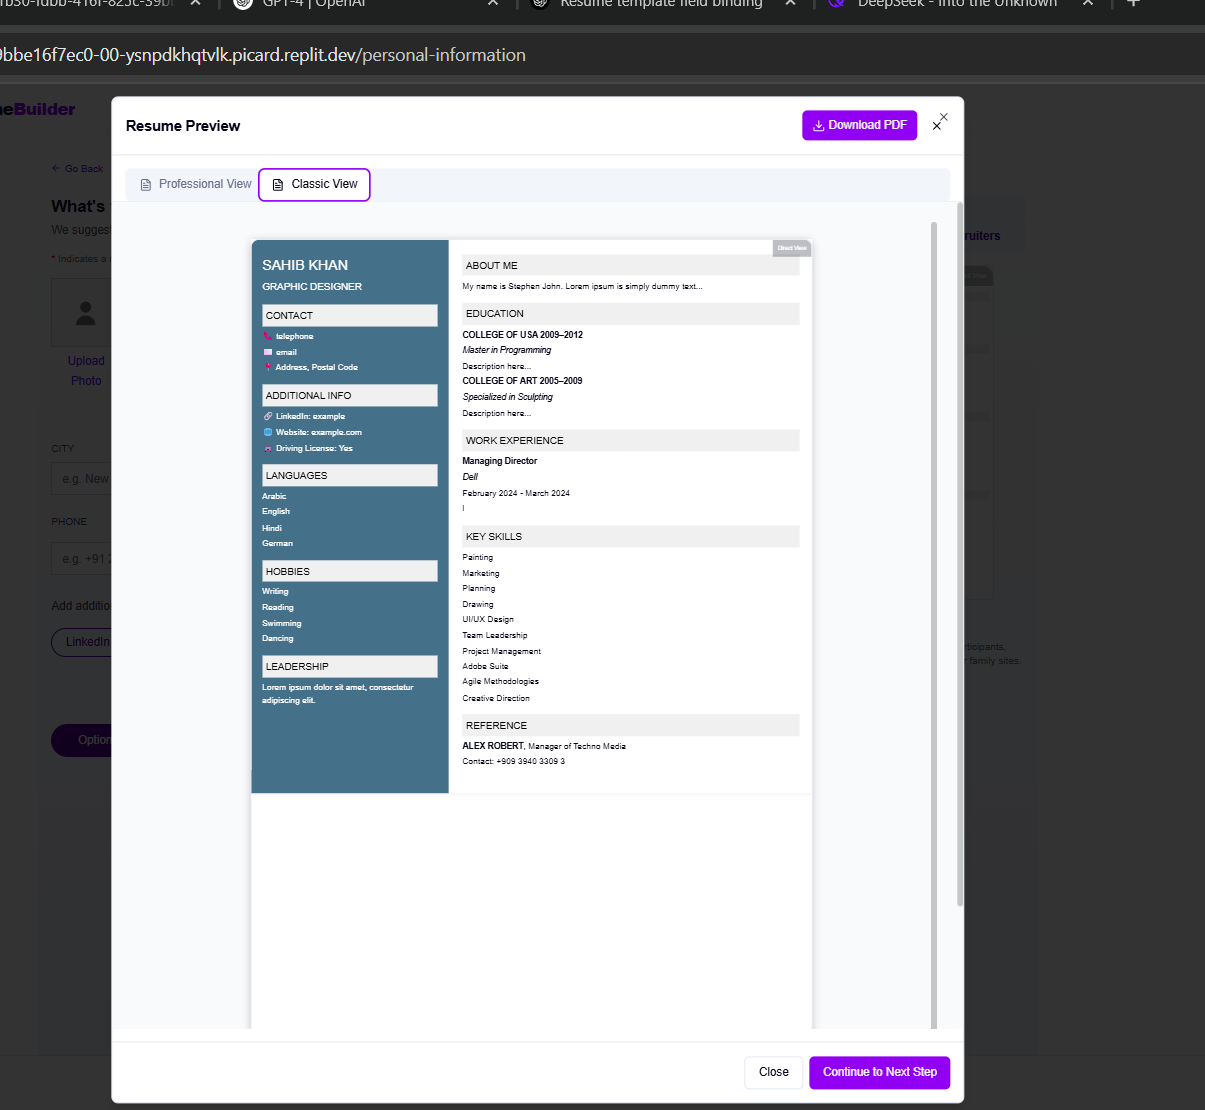 GPT-4 | OpenAI
Resume template field binding
DeepSeek - Into the Unknown
9bbe16f7ec0-00-ysnpdkhqtvlk.picard.replit.dev/personal-information
eBuilder
Resume Preview
Download PDF
Go Back
Professional View
Classic View
What's
We sugges
* Indicates a
ruiters
Upload
Photo
CITY
e.g. New
PHONE
e.g. +91 2
Add additio
LinkedIn
Option
rticipants,
r family sites.
Direct View
SAHIB KHAN
GRAPHIC DESIGNER
CONTACT
telephone
email
Address, Postal Code
ADDITIONAL INFO
LinkedIn: example
Website: example.com
Driving License: Yes
LANGUAGES
Arabic
English
Hindi
German
HOBBIES
Writing
Reading
Swimming
Dancing
LEADERSHIP
Lorem ipsum dolor sit amet, consectetur
adipiscing elit.
ABOUT ME
My name is Stephen John. Lorem ipsum is simply dummy text...
EDUCATION
COLLEGE OF USA 2009–2012
Master in Programming
Description here...
COLLEGE OF ART 2005–2009
Specialized in Sculpting
Description here...
WORK EXPERIENCE
Managing Director
Dell
February 2024 - March 2024
l
KEY SKILLS
Painting
Marketing
Planning
Drawing
UI/UX Design
Team Leadership
Project Management
Adobe Suite
Agile Methodologies
Creative Direction
REFERENCE
ALEX ROBERT, Manager of Techno Media
Contact: +909 3940 3309 3
Close
Continue to Next Step